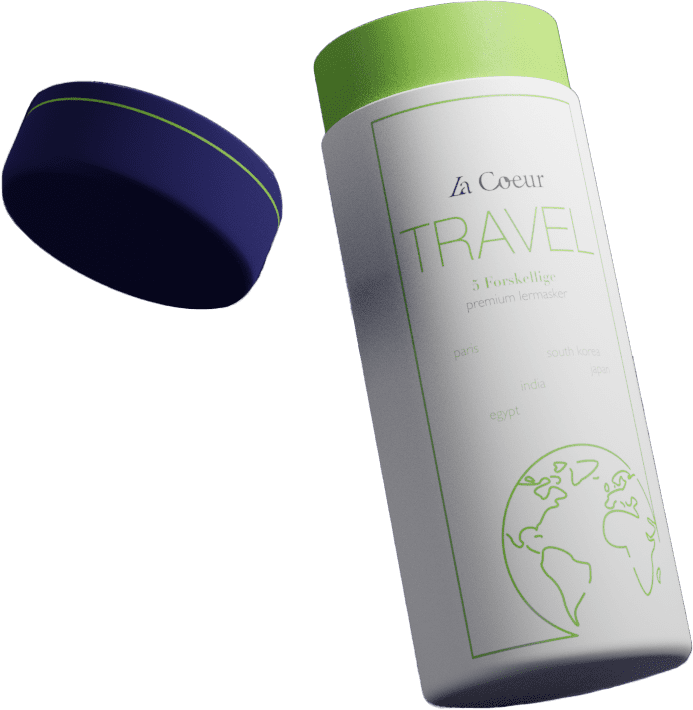 La Coeur
TRAVEL
5 Forskellige
premium lermasker
paris
south korea
japan
india
egypt